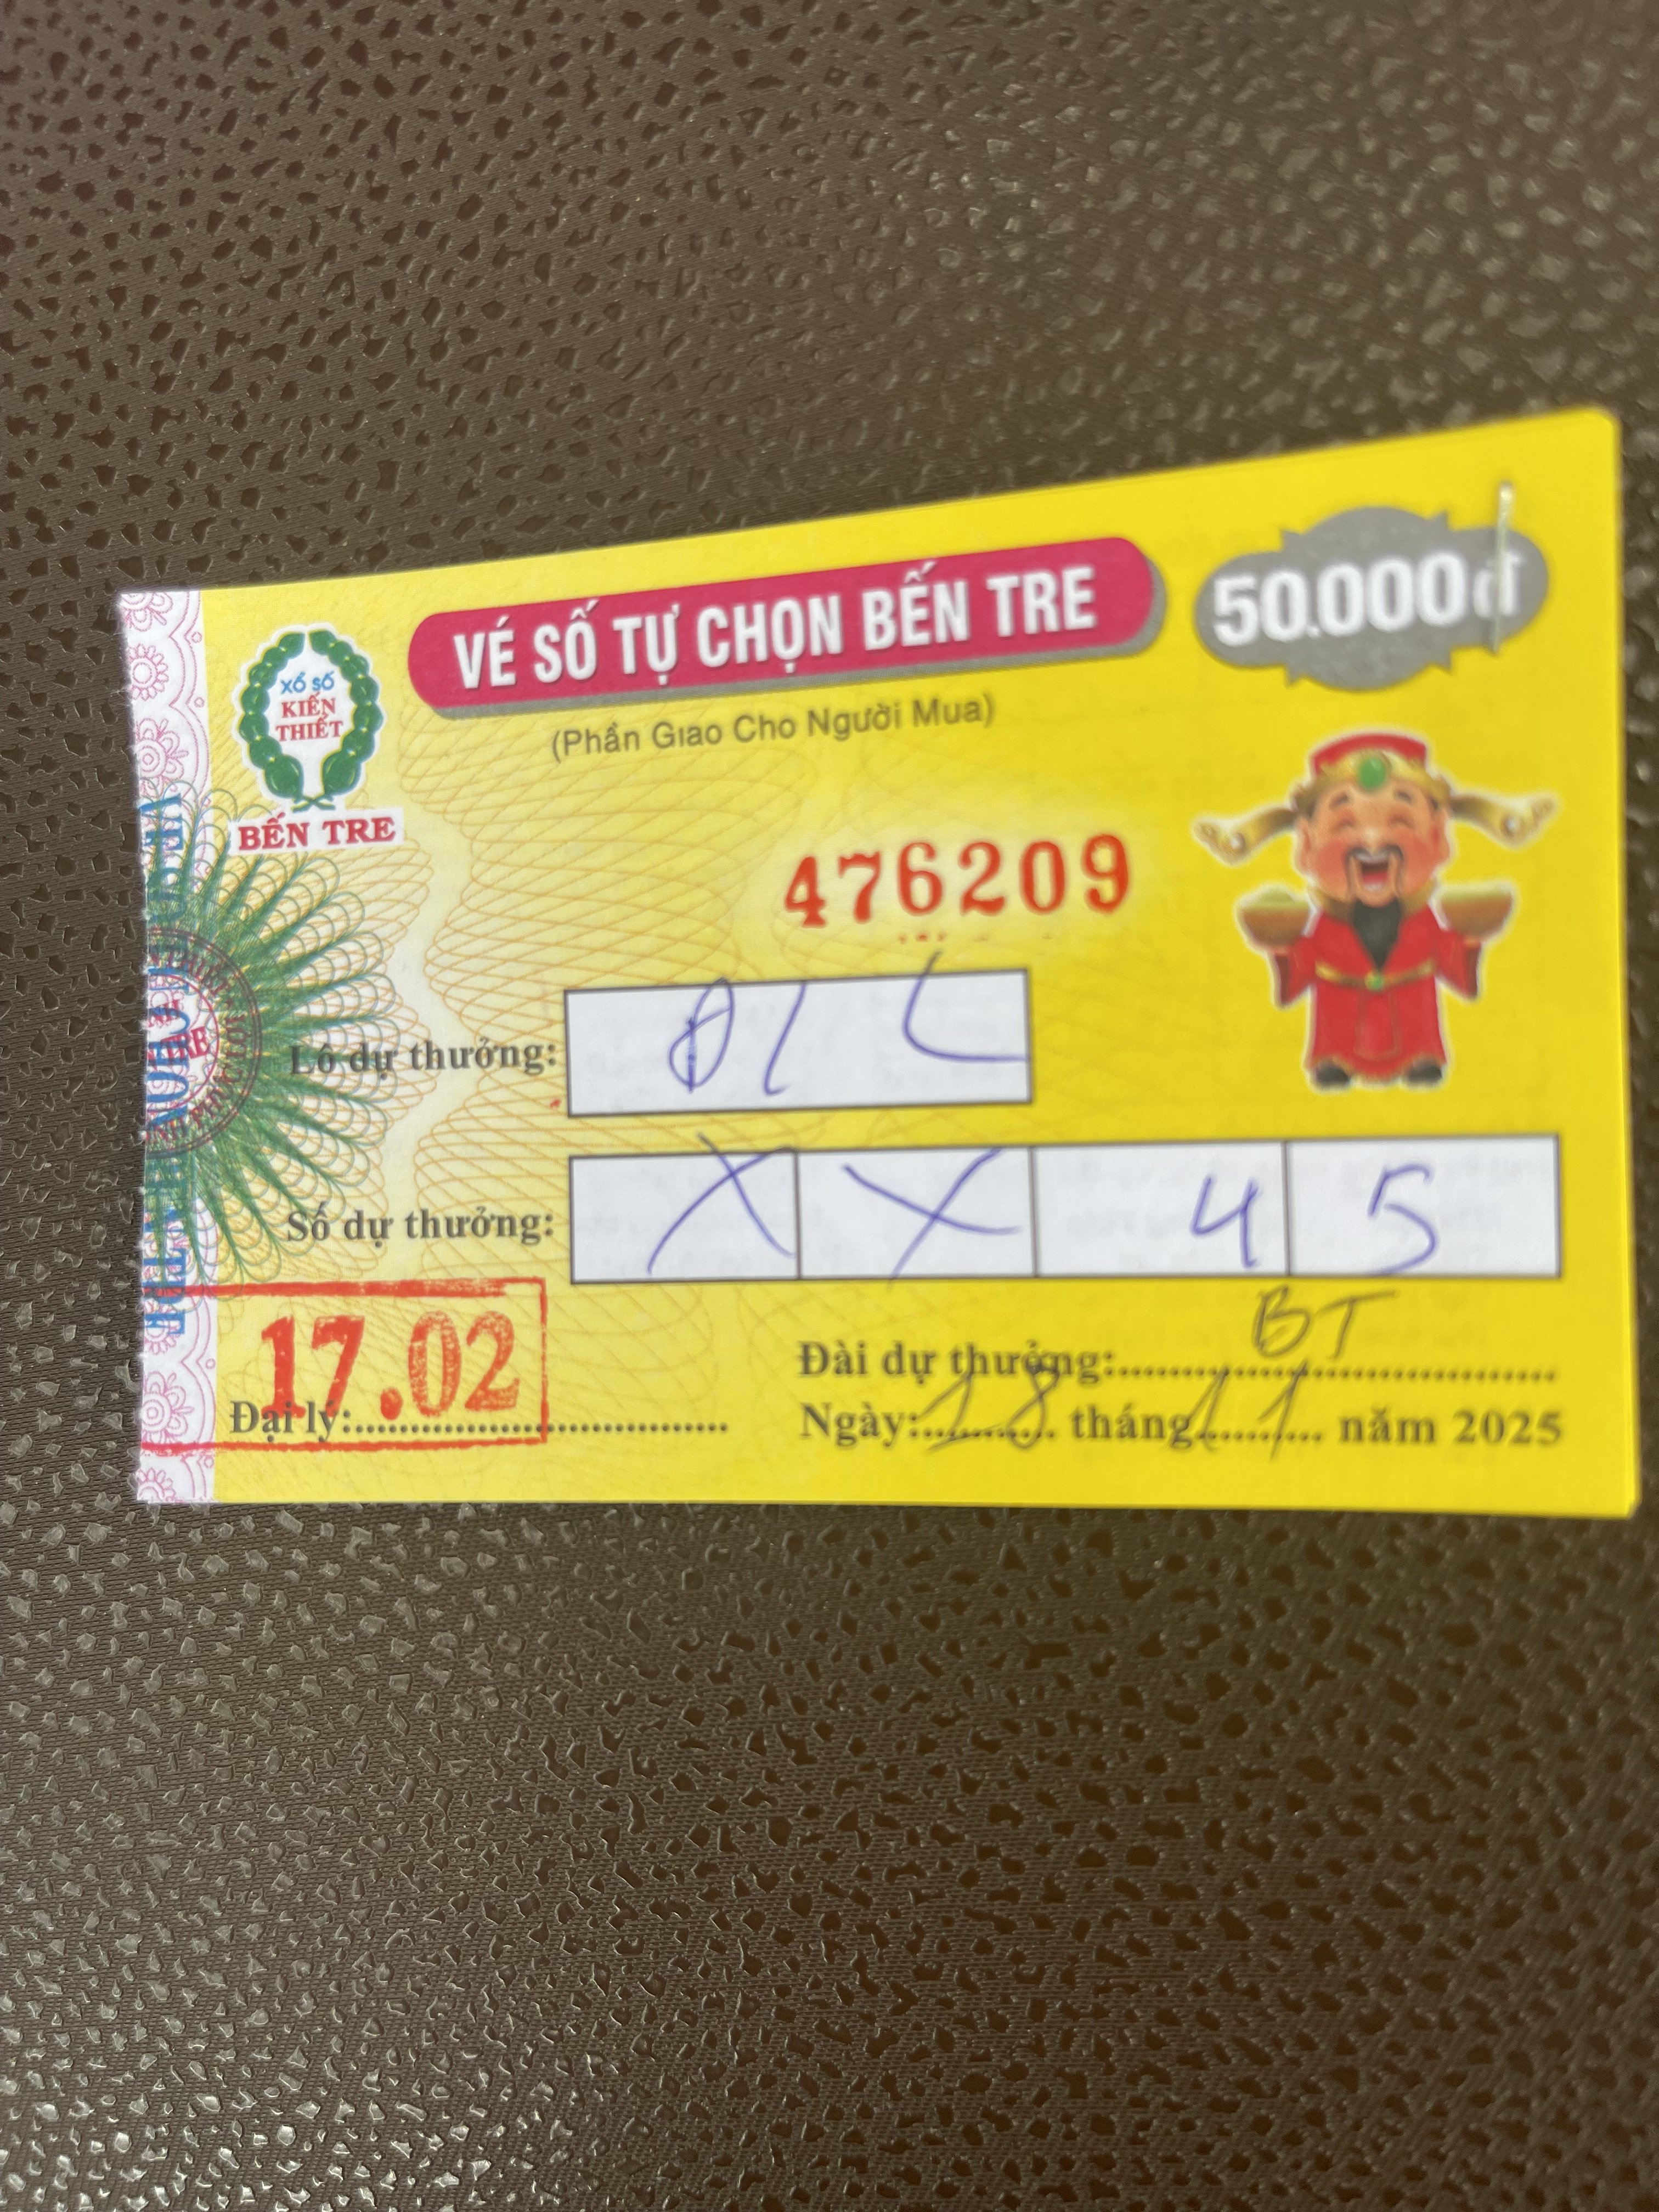 VÉ SỐ TỰ CHỌN BẾN TRE
50.000đ
(Phần Giao Cho Người Mua)
XỔ SỐ
KIẾN
THIẾT
BẾN TRE
476209
Lô dự thưởng:
Số dự thưởng: X X 4 5
17.02
Đại lý:
Đài dự thưởng: BT
Ngày: 18 tháng 11 năm 2025